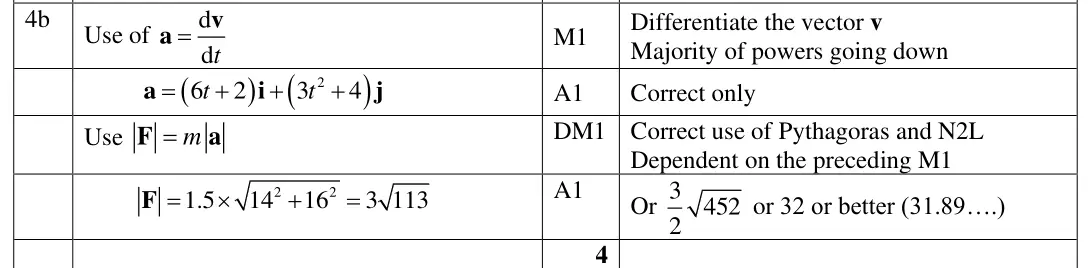 4b Use of a = dv/dt M1 Differentiate the vector v
Majority of powers going down
a = (6t + 2)i + (3t² + 4)j A1 Correct only
Use |F| = m|a| DM1 Correct use of Pythagoras and N2L
Dependent on the preceding M1
|F| = 1.5 × √(14² + 16²) = 3√113 A1 Or 3/2 √452 or 32 or better (31.89….)
4